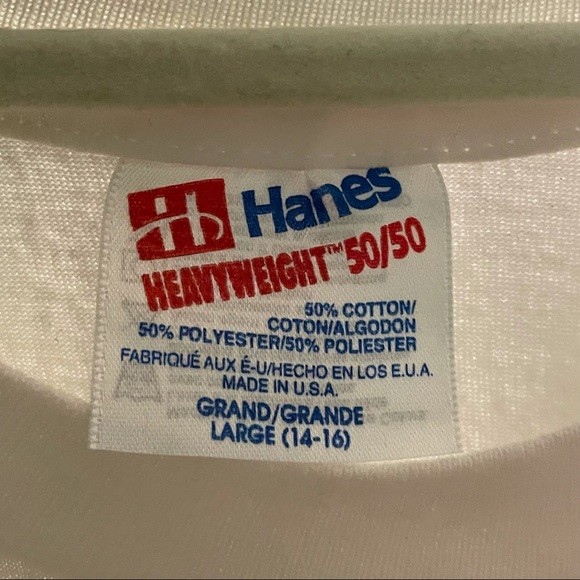 H Hanes
HEAVYWEIGHT™ 50/50
50% COTTON/
COTON/ALGODON
50% POLYESTER/50% POLIESTER
FABRIQUÉ AUX É-U/HECHO EN LOS E.U.A.
MADE IN U.S.A.
GRAND/GRANDE
LARGE (14-16)